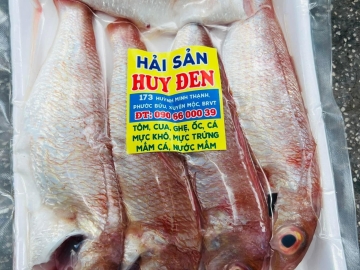 HẢI SẢN
HUY ĐEN
173 HUỲNH MINH THẠNH,
PHƯỚC BỬU, XUYÊN MỘC, BRVT
ĐT: 090 66 000 39
TÔM, CUA, GHẸ, ỐC, CÁ
MỰC KHÔ, MỰC TRỨNG
MẮM CÁ, NƯỚC MẮM